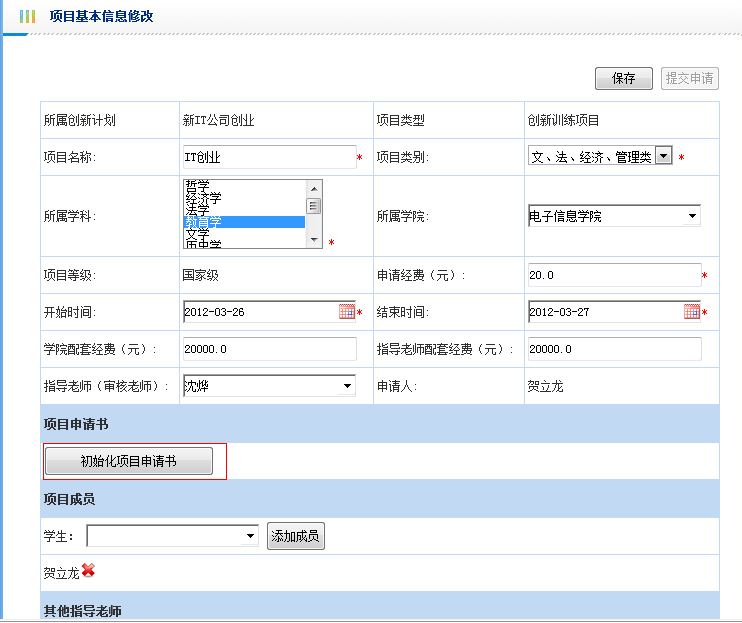 项目基本信息修改
保存 提交申请
所属创新计划 新IT公司创业 项目类型 创新训练项目
项目名称: IT创业 * 项目类别: 文、法、经济、管理类 *
所属学科: 哲学
经济学
法学
教育学
文学
历史学 *
所属学院: 电子信息学院
项目等级: 国家级 申请经费（元）: 20.0 *
开始时间: 2012-03-26 * 结束时间: 2012-03-27 *
学院配套经费（元）: 20000.0 指导老师配套经费（元）: 20000.0
指导老师（审核老师）: 沈烨 申请人: 贺立龙
项目申请书
初始化项目申请书
项目成员
学生: 添加成员
贺立龙
其他指导老师